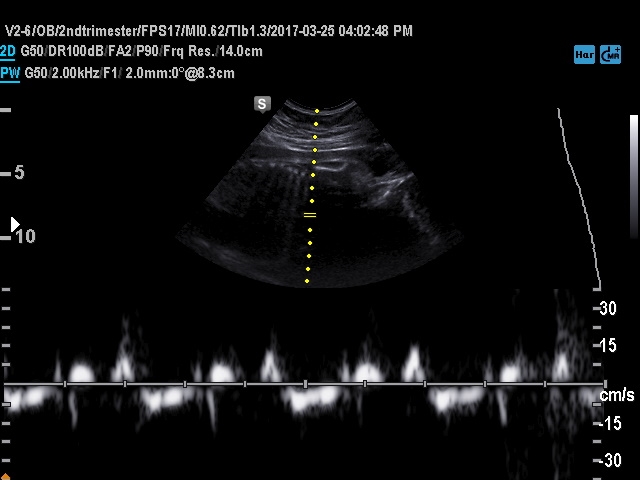 V2-6/OB/2ndtrimester/FPS17/MI0.62/TIb1.3/2017-03-25 04:02:48 PM
2D G50/DR100dB/FA2/P90/Frq Res./14.0cm
PW G50/2.00kHz/F1/ 2.0mm:0°@8.3cm
Har CMR
S
5
10
30
15
cm/s
-15
-30